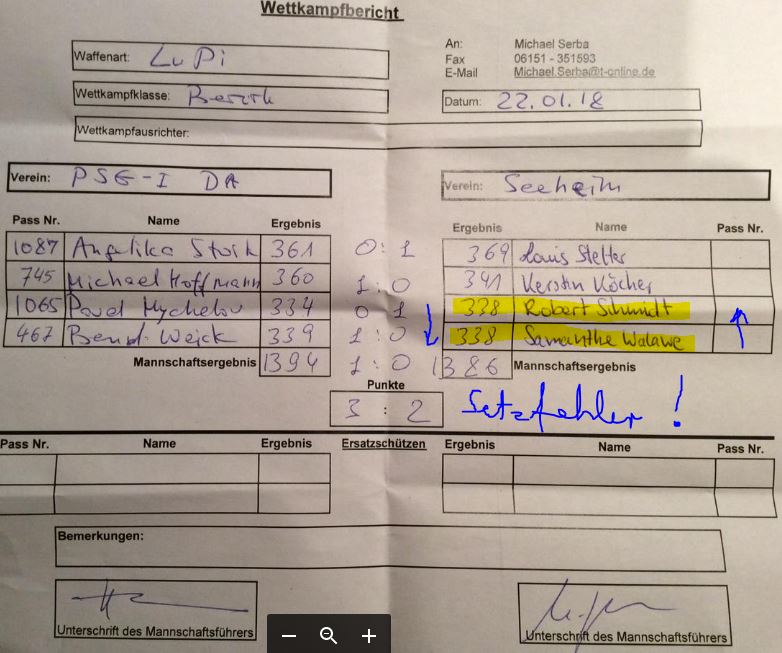 Wettkampfbericht
Waffenart: LuPi
An: Michael Serba
Fax 06151 - 351593
E-Mail Michael.Serba@t-online.de
Wettkampfklasse: Bezirk
Datum: 22.01.18
Wettkampfausrichter:
Verein: PSG-I DA
Verein: Seeheim
Pass Nr. Name Ergebnis Ergebnis Name Pass Nr.
1087 Angelika 361 0:1 369 Louis Stetter
745 Michael Hoffmann 360 1:0 341 Kerstin Köcher
1065 Pavel 334 0 1 338 Robert Schmidt
467 Bernd Weick 339 1:0 338 Samantha Walawe
Mannschaftsergebnis 1394 1:0 1386 Mannschaftsergebnis
Punkte
3 : 2 Setzfehler !
Pass Nr. Name Ergebnis Ersatzschützen Ergebnis Name Pass Nr.
Bemerkungen:
Unterschrift des Mannschaftsführers
Unterschrift des Mannschaftsführers